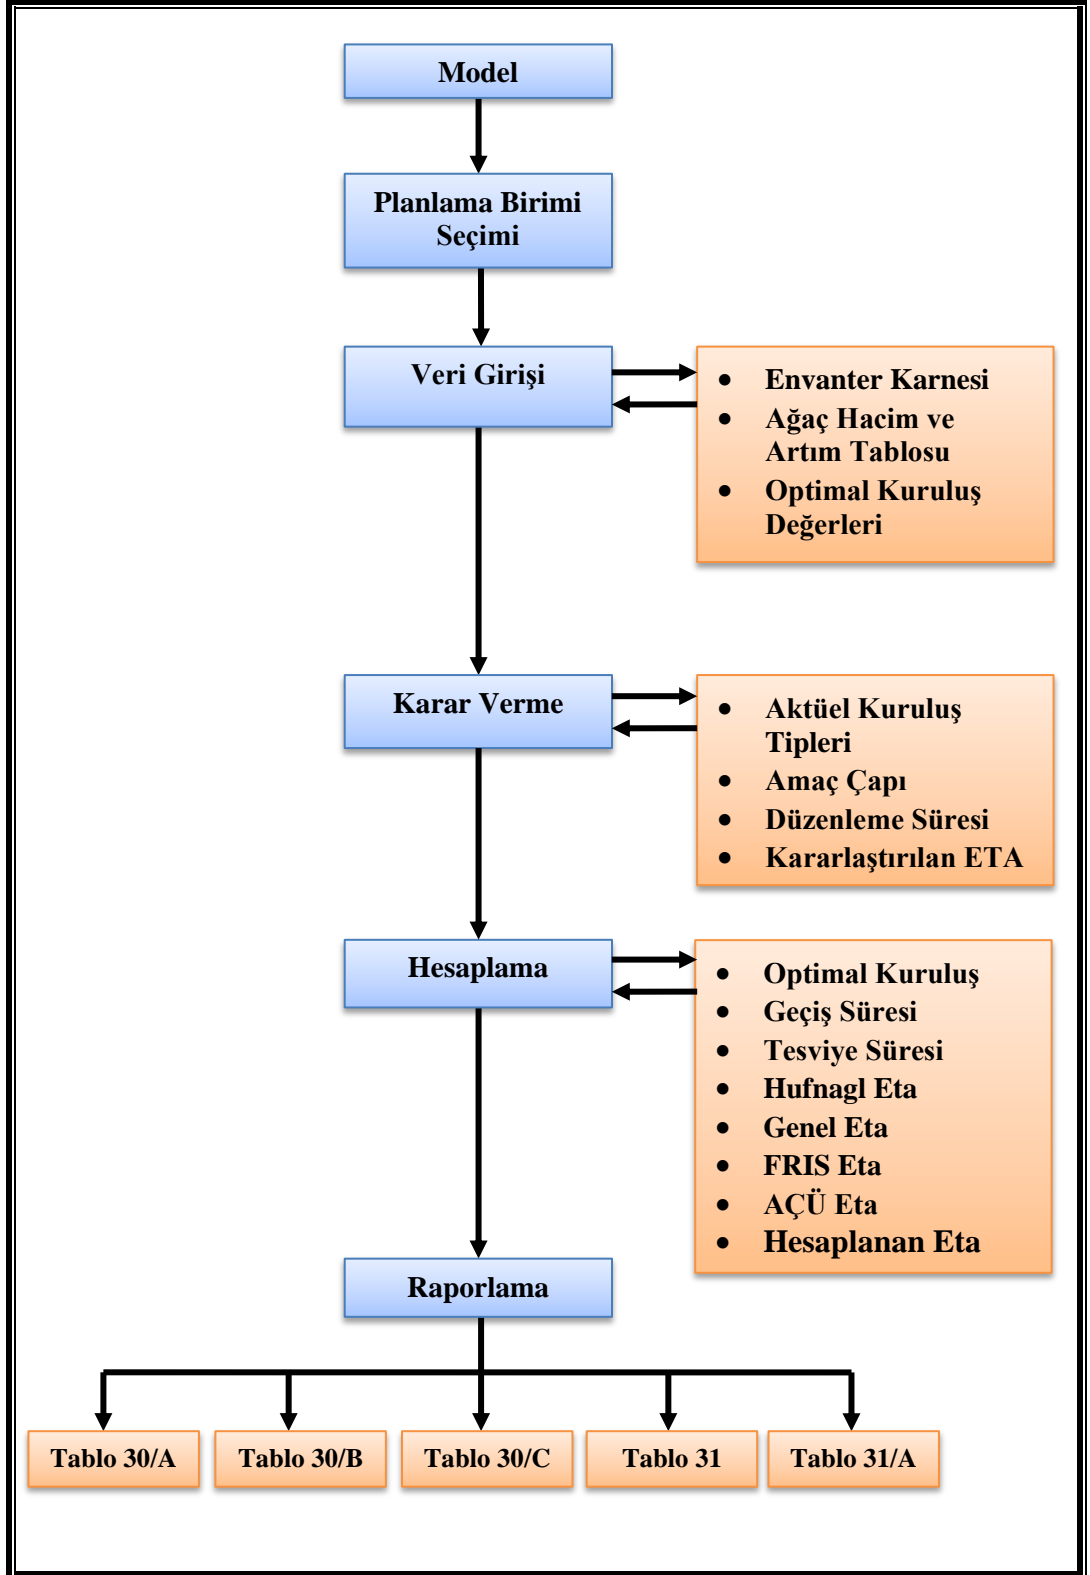 Model
Planlama Birimi
Seçimi
Veri Girişi
• Envanter Karnesi
• Ağaç Hacim ve
Artım Tablosu
• Optimal Kuruluş
Değerleri
Karar Verme
• Aktüel Kuruluş
Tipleri
• Amaç Çapı
• Düzenleme Süresi
• Kararlaştırılan ETA
Hesaplama
• Optimal Kuruluş
• Geçiş Süresi
• Tesviye Süresi
• Hufnagl Eta
• Genel Eta
• FRIS Eta
• AÇÜ Eta
• Hesaplanan Eta
Raporlama
Tablo 30/A
Tablo 30/B
Tablo 30/C
Tablo 31
Tablo 31/A